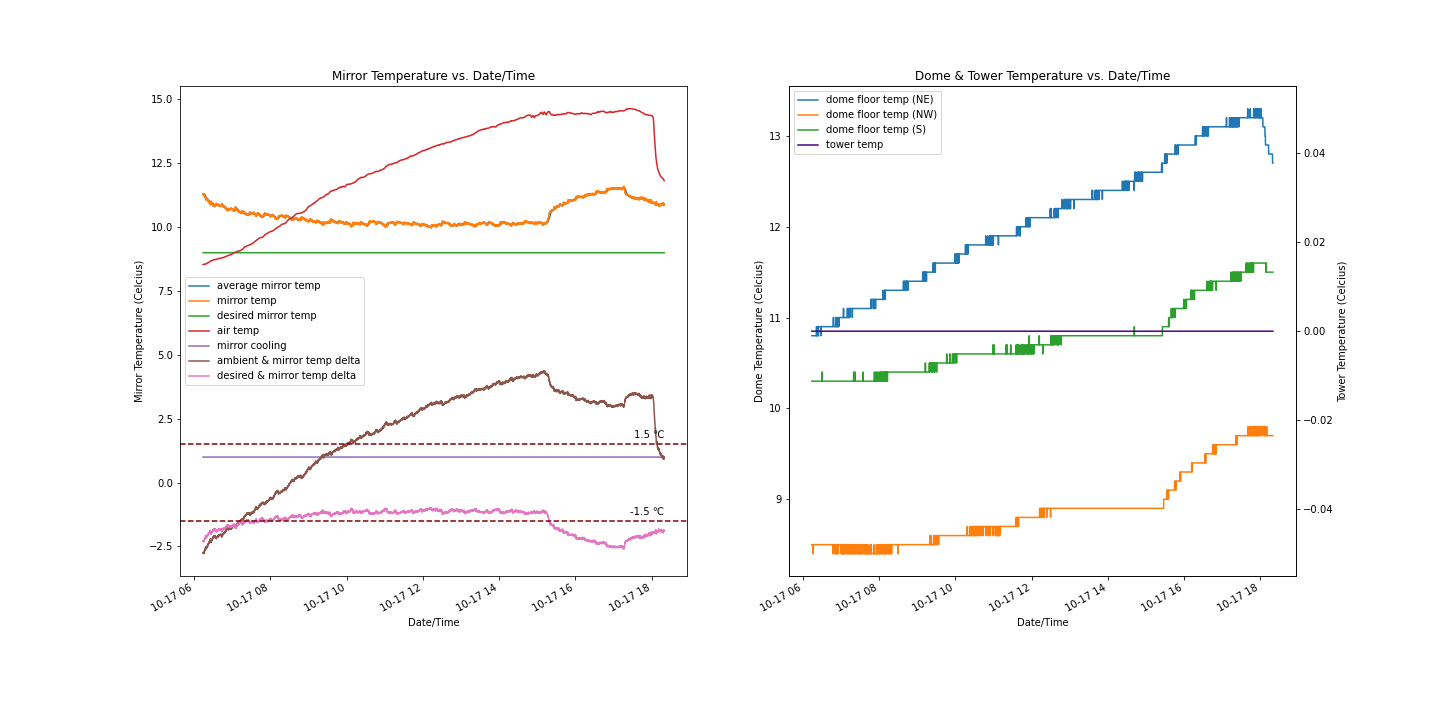 Mirror Temperature vs. Date/Time
15.0
12.5
10.0
7.5
5.0
2.5
0.0
−2.5
Mirror Temperature (Celcius)
average mirror temp
mirror temp
desired mirror temp
air temp
mirror cooling
ambient & mirror temp delta
desired & mirror temp delta
1.5 °C
-1.5 °C
10-17 06
10-17 08
10-17 10
10-17 12
10-17 14
10-17 16
10-17 18
Date/Time
Dome & Tower Temperature vs. Date/Time
dome floor temp (NE)
dome floor temp (NW)
dome floor temp (S)
tower temp
13
12
11
10
9
Dome Temperature (Celcius)
0.04
0.02
0.00
−0.02
−0.04
Tower Temperature (Celcius)
10-17 06
10-17 08
10-17 10
10-17 12
10-17 14
10-17 16
10-17 18
Date/Time